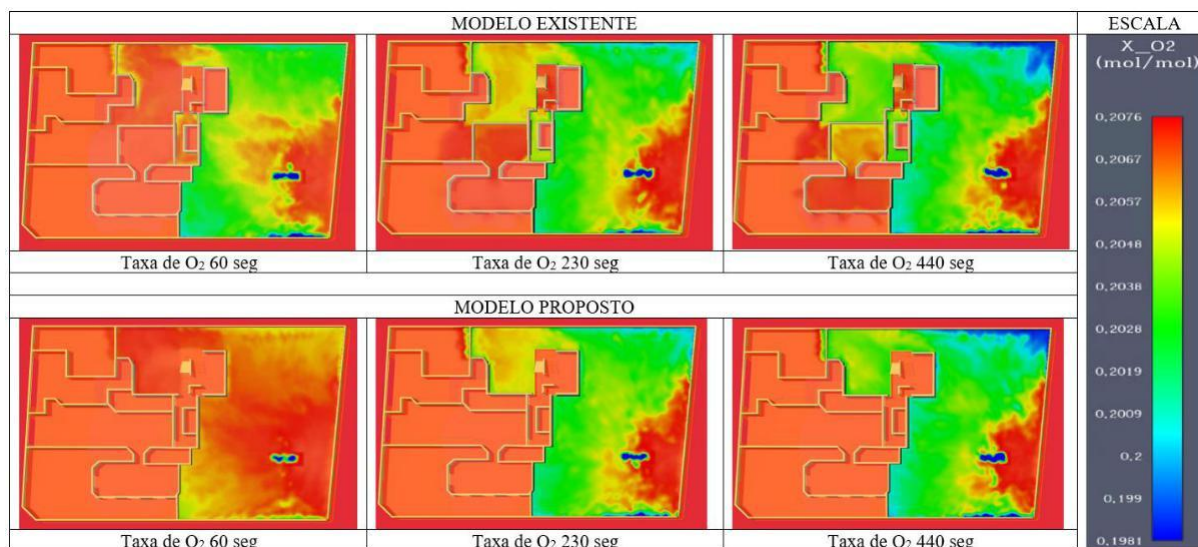 MODELO EXISTENTE
ESCALA
Taxa de O₂ 60 seg
Taxa de O₂ 230 seg
Taxa de O₂ 440 seg
MODELO PROPOSTO
Taxa de O₂ 60 seg
Taxa de O₂ 230 seg
Taxa de O₂ 440 seg
X_O2
(mol/mol)
0,2076
0,2067
0,2057
0,2048
0,2038
0,2028
0,2019
0,2009
0,2
0,199
0,1981